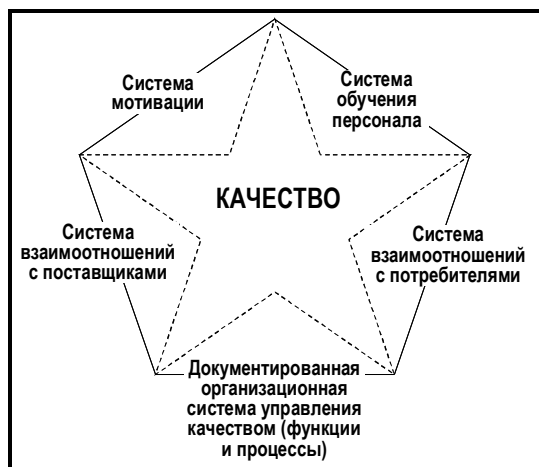 Система
мотивации
Система
обучения
персонала
КАЧЕСТВО
Система
взаимоотношений
с поставщиками
Система
взаимоотношений
с потребителями
Документированная
организационная
система управления
качеством (функции
и процессы)